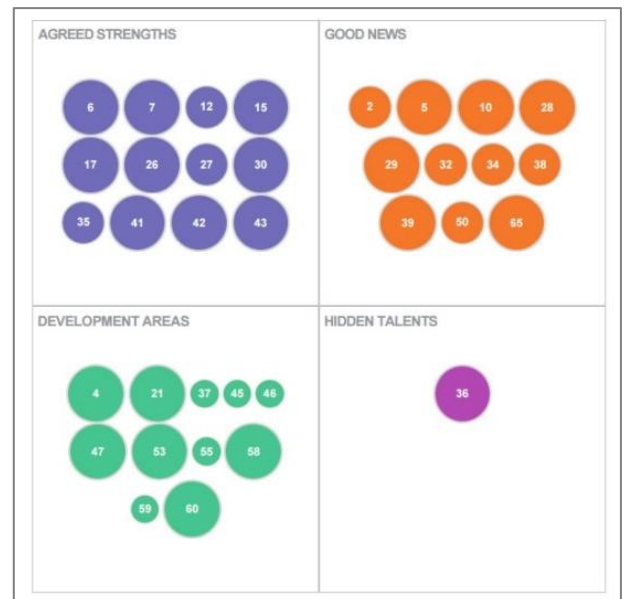 AGREED STRENGTHS
6 7 12 15
17 26 27 30
35 41 42 43
GOOD NEWS
2 5 10 28
29 32 34 38
39 50 65
DEVELOPMENT AREAS
4 21 37 45 46
47 53 55 58
59 60
HIDDEN TALENTS
36